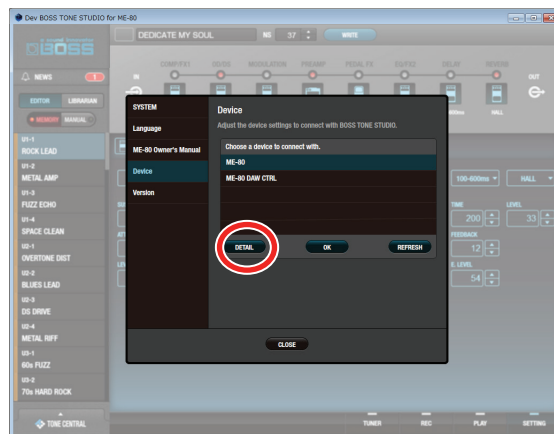 Dev BOSS TONE STUDIO for ME-80
BOSS
DEDICATE MY SOUL
NS 37
WRITE
NEWS
1
COMP/FX1 OD/DS MODULATION PREAMP PEDAL FX EQ/FX2 DELAY REVERB
IN
OUT
HALL
EDITOR LIBRARIAN
MEMORY MANUAL
U1-1
ROCK LEAD
U1-2
METAL AMP
U1-3
FUZZ ECHO
U1-4
SPACE CLEAN
U2-1
OVERTONE DIST
U2-2
BLUES LEAD
U2-3
DS DRIVE
U2-4
METAL RIFF
U3-1
60s FUZZ
U3-2
70s HARD ROCK
TONE CENTRAL
SYSTEM
Language
ME-80 Owner's Manual
Device
Version
Device
Adjust the device settings to connect with BOSS TONE STUDIO.
Choose a device to connect with.
ME-80
ME-80 DAW CTRL
DETAIL
OK
REFRESH
CLOSE
100-600ms
HALL
TIME
LEVEL
200
33
FEEDBACK
12
E. LEVEL
54
TUNER
REC
PLAY
SETTING